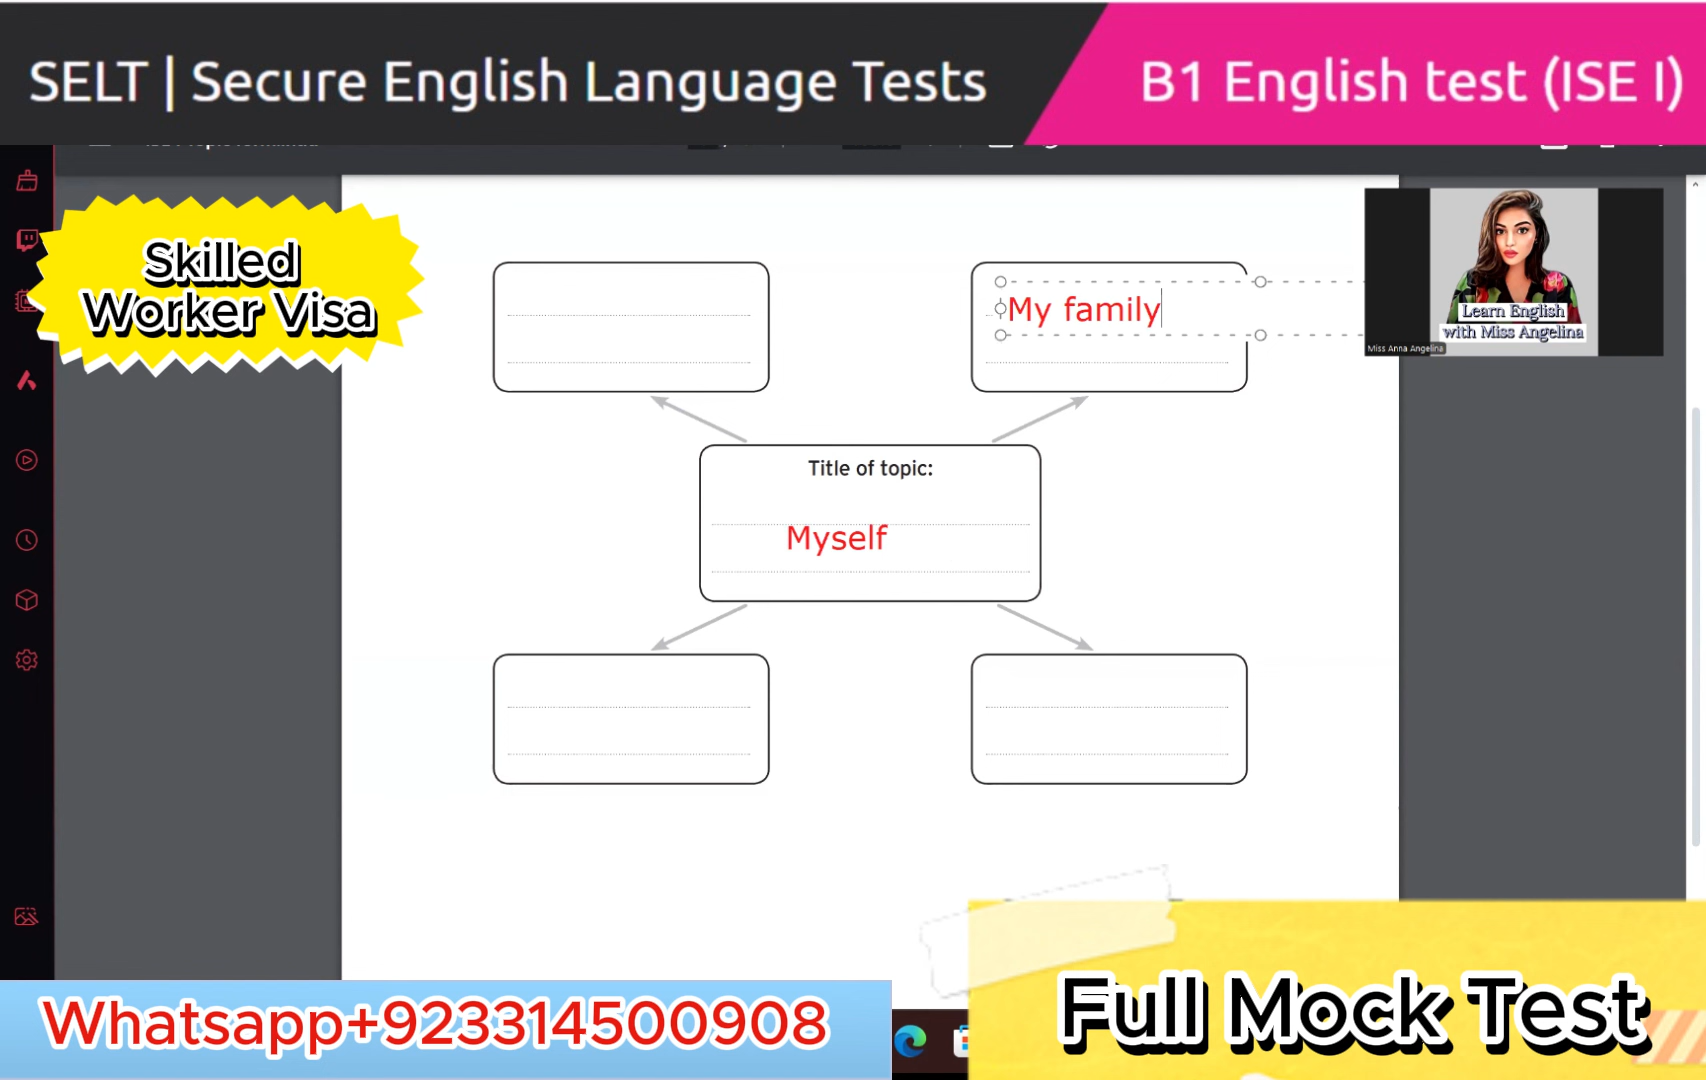 SELT | Secure English Language Tests
B1 English test (ISE I)
Skilled
Worker Visa
My family
Learn English
with Miss Angelina
Miss Anna Angelina
Title of topic:
Myself
Whatsapp+923314500908
Full Mock Test